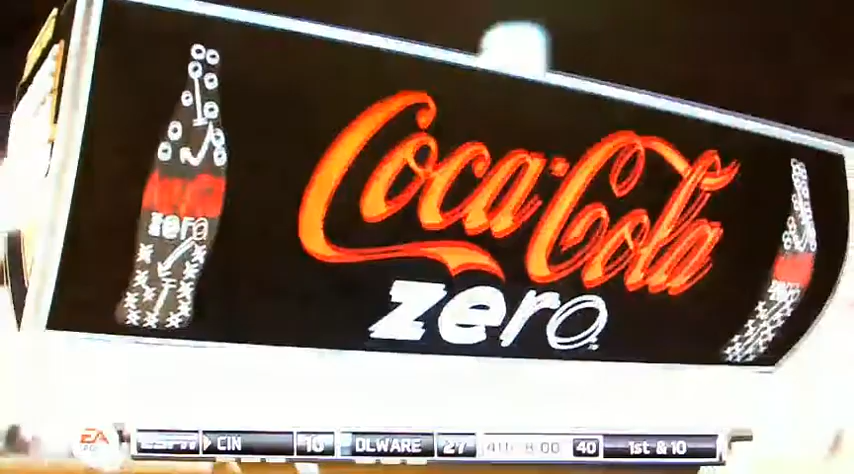 Coca-Cola
zero
zero
EA
ESPN CIN 10 DLWARE 27 4th 8:00 40 1st & 10